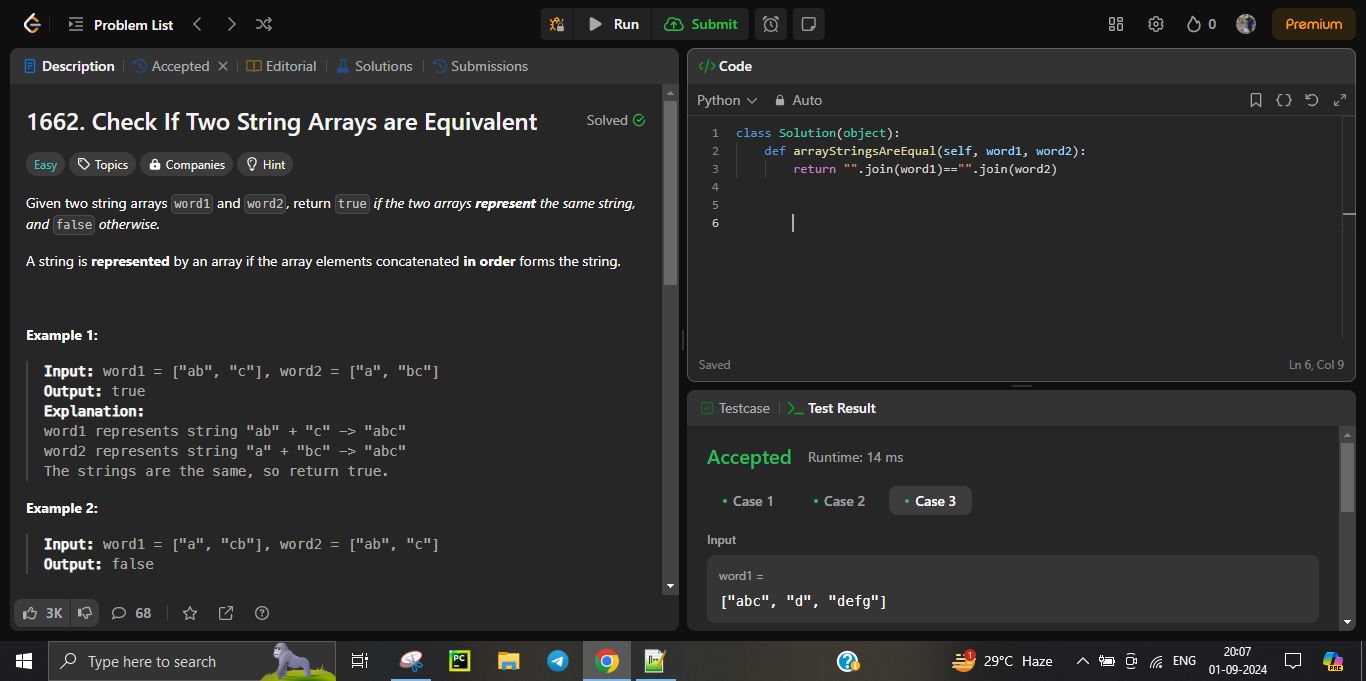 Problem List
Run
Submit
0
Premium
Description
Accepted
Editorial
Solutions
Submissions
1662. Check If Two String Arrays are Equivalent
Solved
Easy
Topics
Companies
Hint
Given two string arrays word1 and word2, return true if the two arrays represent the same string,
and false otherwise.
A string is represented by an array if the array elements concatenated in order forms the string.
Example 1:
Input: word1 = ["ab", "c"], word2 = ["a", "bc"]
Output: true
Explanation:
word1 represents string "ab" + "c" -> "abc"
word2 represents string "a" + "bc" -> "abc"
The strings are the same, so return true.
Example 2:
Input: word1 = ["a", "cb"], word2 = ["ab", "c"]
Output: false
3K
68
</> Code
Python
Auto
1 class Solution(object):
2 def arrayStringsAreEqual(self, word1, word2):
3 return "".join(word1)=="".join(word2)
4
5
6
Saved
Ln 6, Col 9
Testcase
>_ Test Result
Accepted
Runtime: 14 ms
Case 1
Case 2
Case 3
Input
word1 =
["abc", "d", "defg"]
Type here to search
PC
1
29°C Haze
ENG
20:07
01-09-2024
PRE